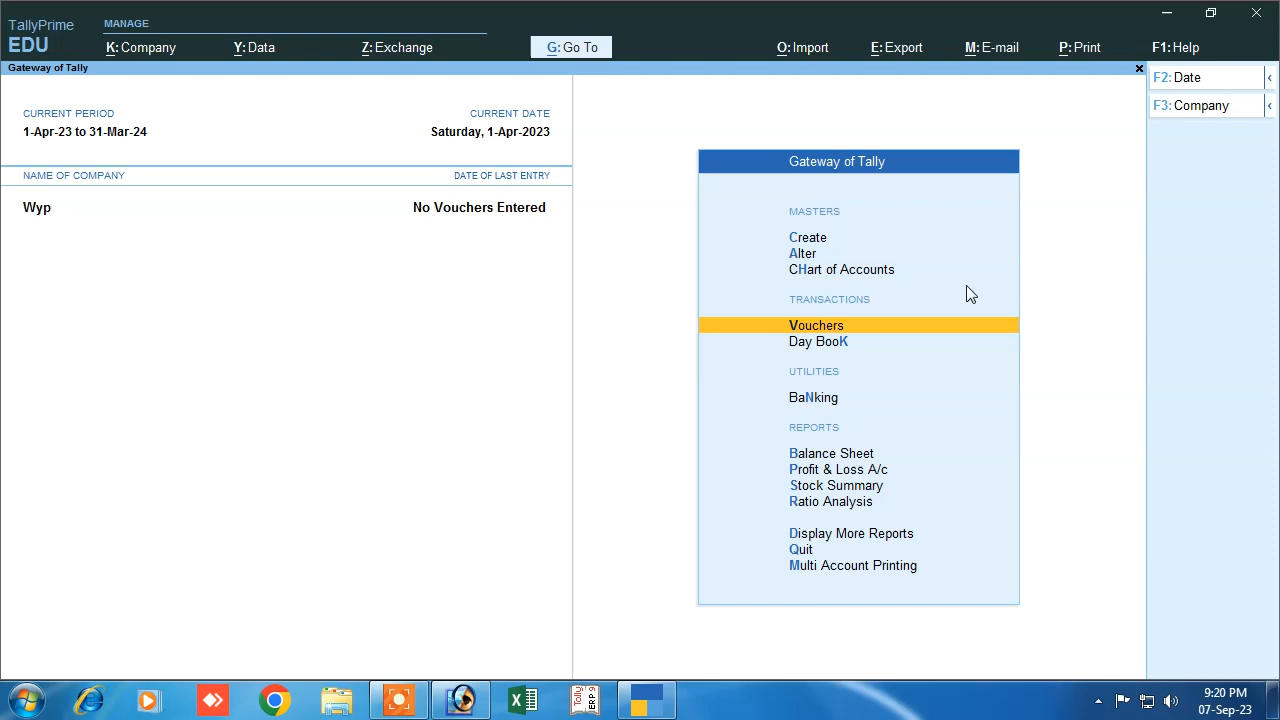 TallyPrime
EDU
MANAGE
K: Company
Y: Data
Z: Exchange
G: Go To
O: Import
E: Export
M: E-mail
P: Print
F1: Help
Gateway of Tally
F2: Date
F3: Company
CURRENT PERIOD
CURRENT DATE
1-Apr-23 to 31-Mar-24
Saturday, 1-Apr-2023
NAME OF COMPANY
DATE OF LAST ENTRY
Wyp
No Vouchers Entered
Gateway of Tally
MASTERS
Create
Alter
CHart of Accounts
TRANSACTIONS
Vouchers
Day BooK
UTILITIES
BaNking
REPORTS
Balance Sheet
Profit & Loss A/c
Stock Summary
Ratio Analysis
Display More Reports
Quit
Multi Account Printing
Tally ERP 9
9:20 PM
07-Sep-23